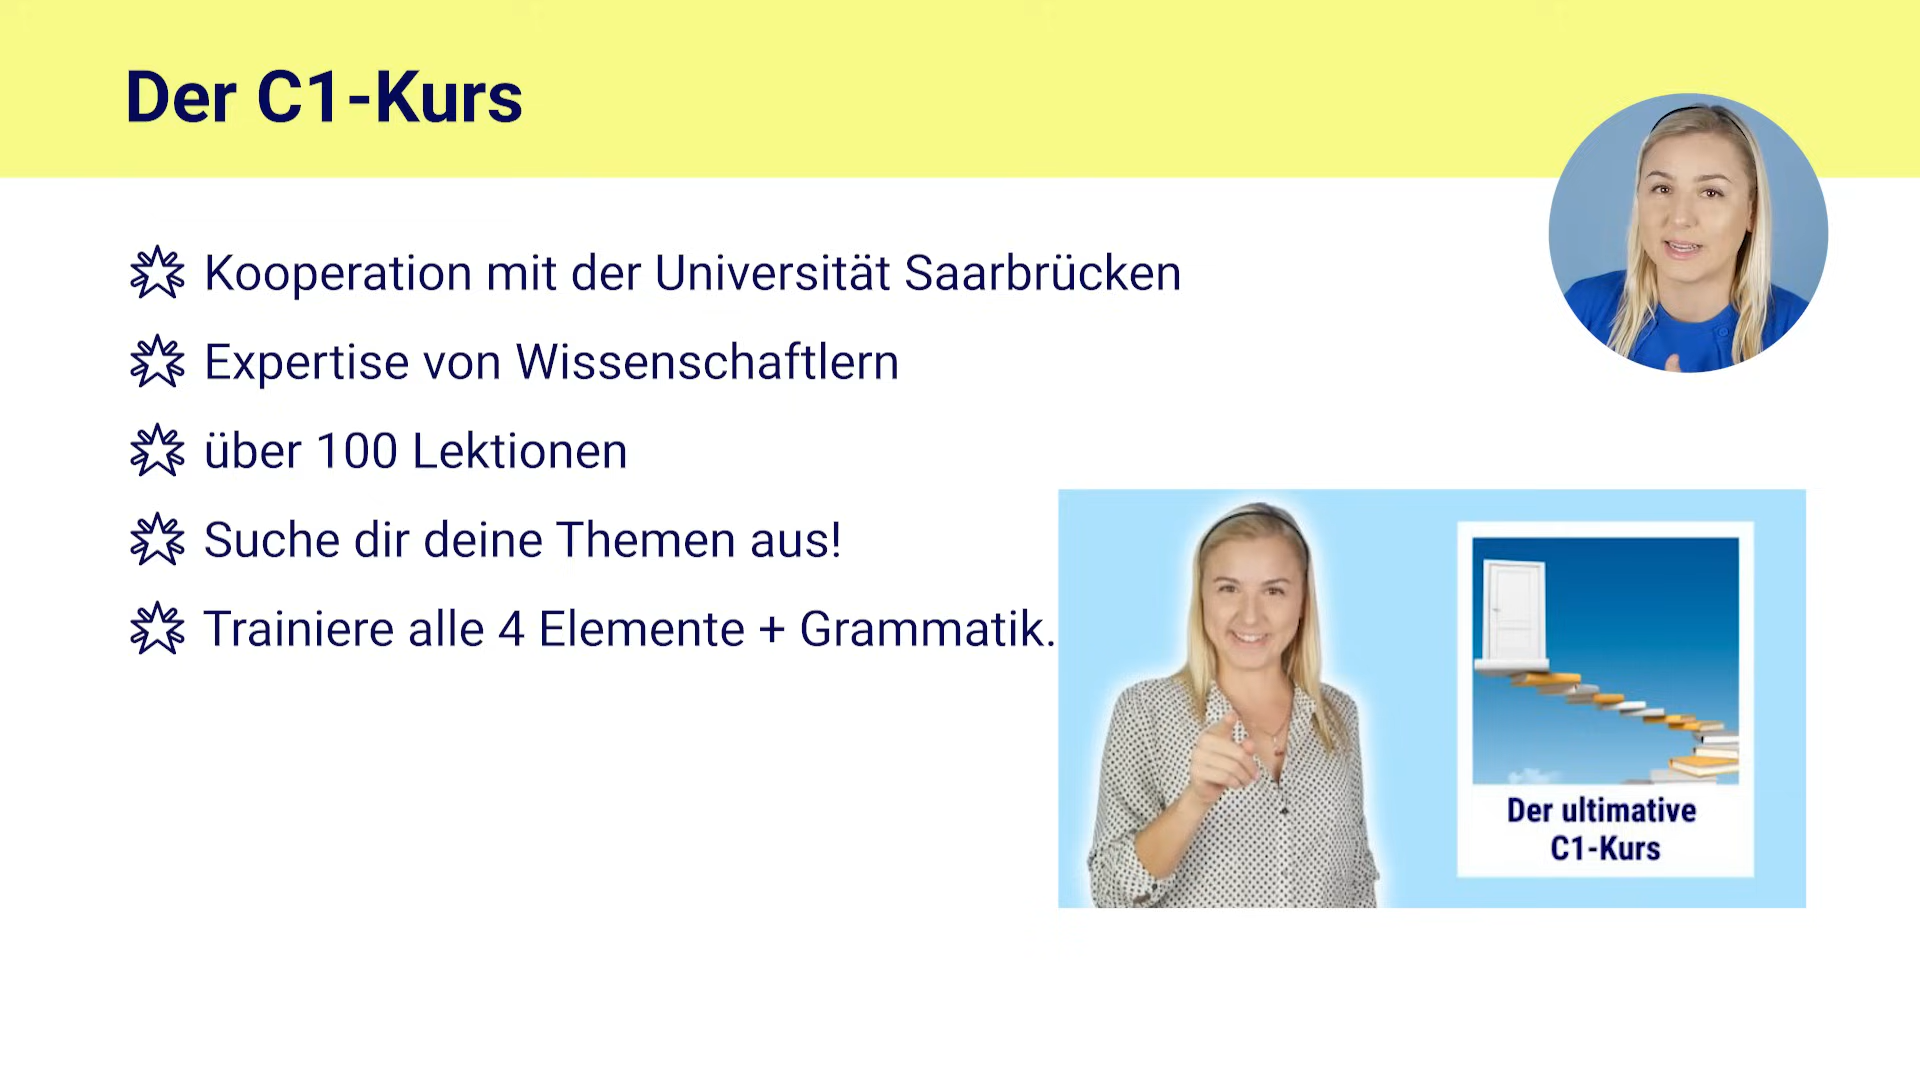 Der C1-Kurs
Kooperation mit der Universität Saarbrücken
Expertise von Wissenschaftlern
über 100 Lektionen
Suche dir deine Themen aus!
Trainiere alle 4 Elemente + Grammatik.
Der ultimative
C1-Kurs